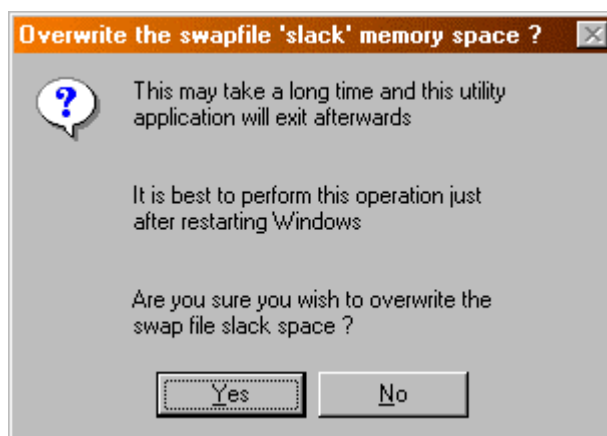 Overwrite the swapfile 'slack' memory space ?
This may take a long time and this utility
application will exit afterwards
It is best to perform this operation just
after restarting Windows
Are you sure you wish to overwrite the
swap file slack space ?
Yes No